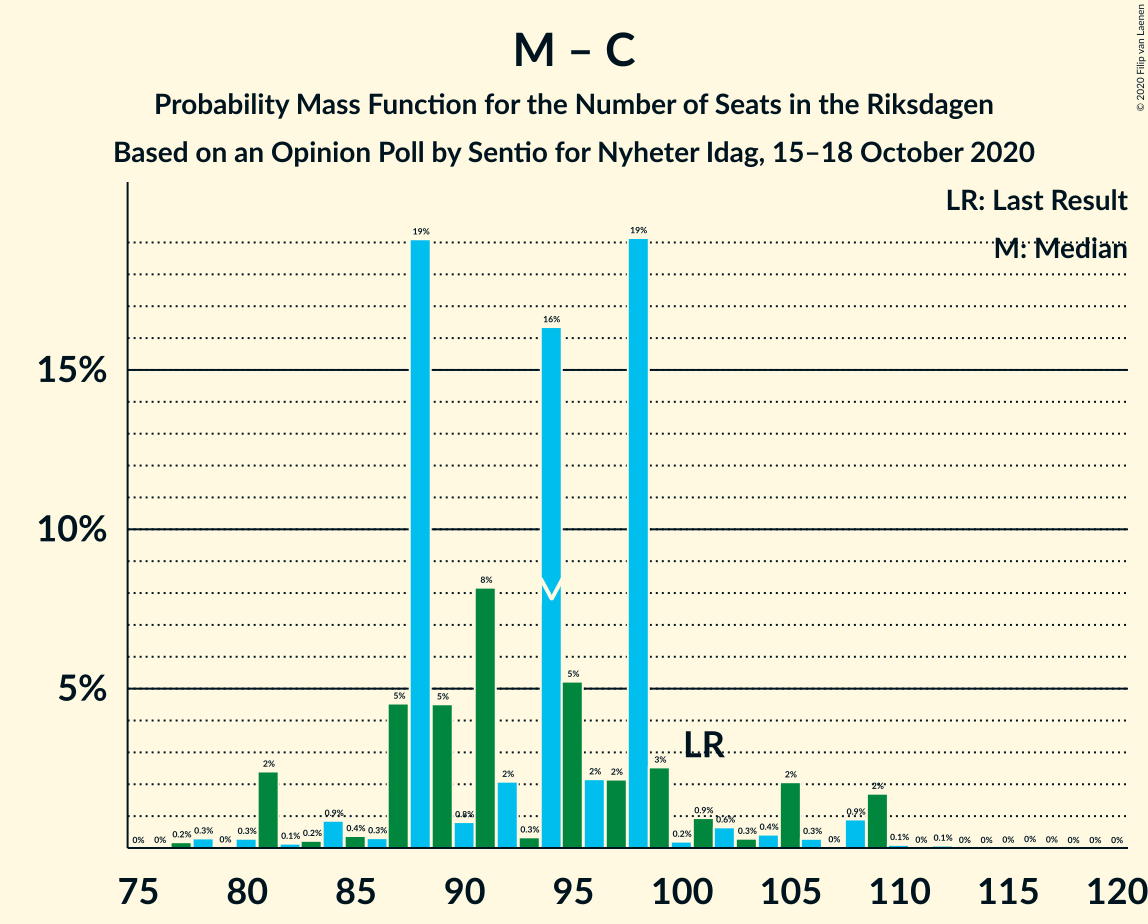 M – C
Probability Mass Function for the Number of Seats in the Riksdagen
Based on an Opinion Poll by Sentio for Nyheter Idag, 15–18 October 2020
© 2020 Filip van Laenen
LR: Last Result
M: Median
15%
10%
5%
0% 0% 0.2% 0.3% 0% 0.3% 2% 0.1% 0.2% 0.9% 0.4% 0.3% 5% 19% 5% 0.8% 8% 2% 0.3% 16% 5% 2% 2% 19% 3% 0.2% 0.9% 0.6% 0.3% 0.4% 2% 0.3% 0% 0.9% 2% 0.1% 0% 0.1% 0% 0% 0% 0% 0% 0% 0% 0%
LR
75 80 85 90 95 100 105 110 115 120